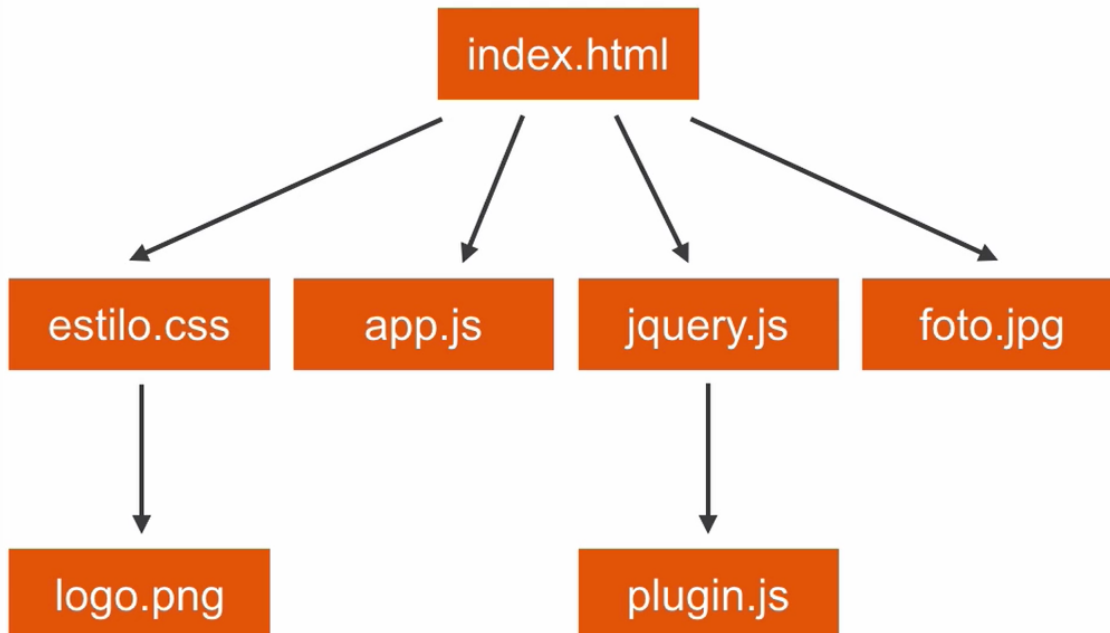 index.html
estilo.css
app.js
jquery.js
foto.jpg
logo.png
plugin.js